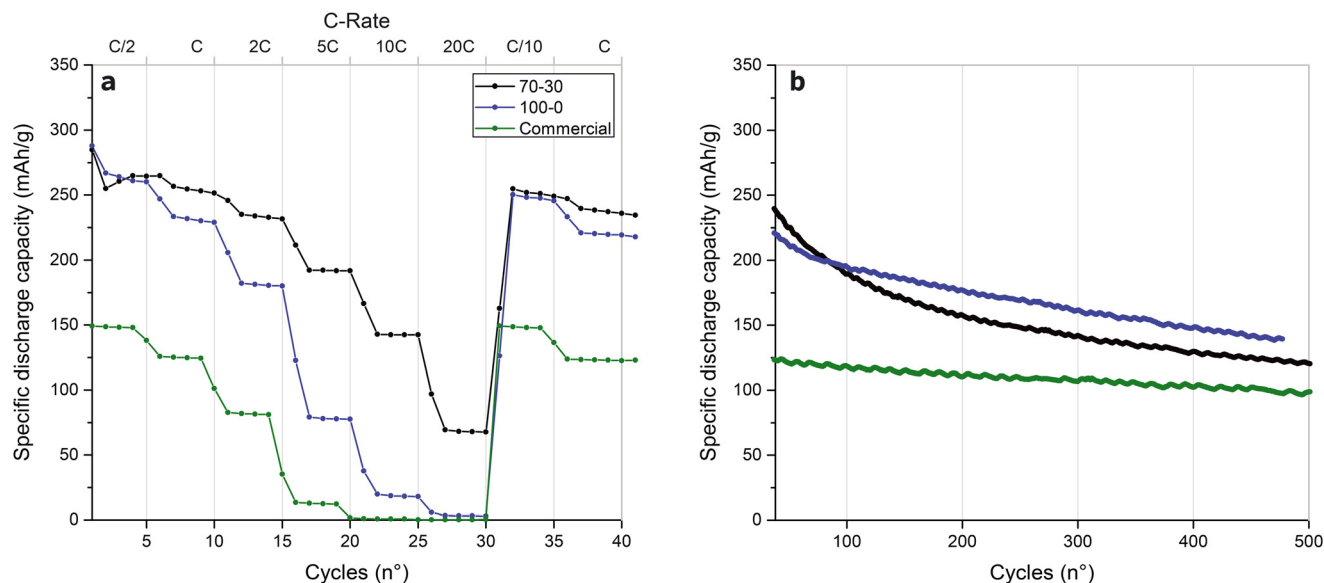 C-Rate
C/2 C 2C 5C 10C 20C C/10 C
a
70-30
100-0
Commercial
350
300
250
200
150
100
50
0
Specific discharge capacity (mAh/g)
5 10 15 20 25 30 35 40
Cycles (n°)
b
350
300
250
200
150
100
50
0
Specific discharge capacity (mAh/g)
100 200 300 400 500
Cycles (n°)